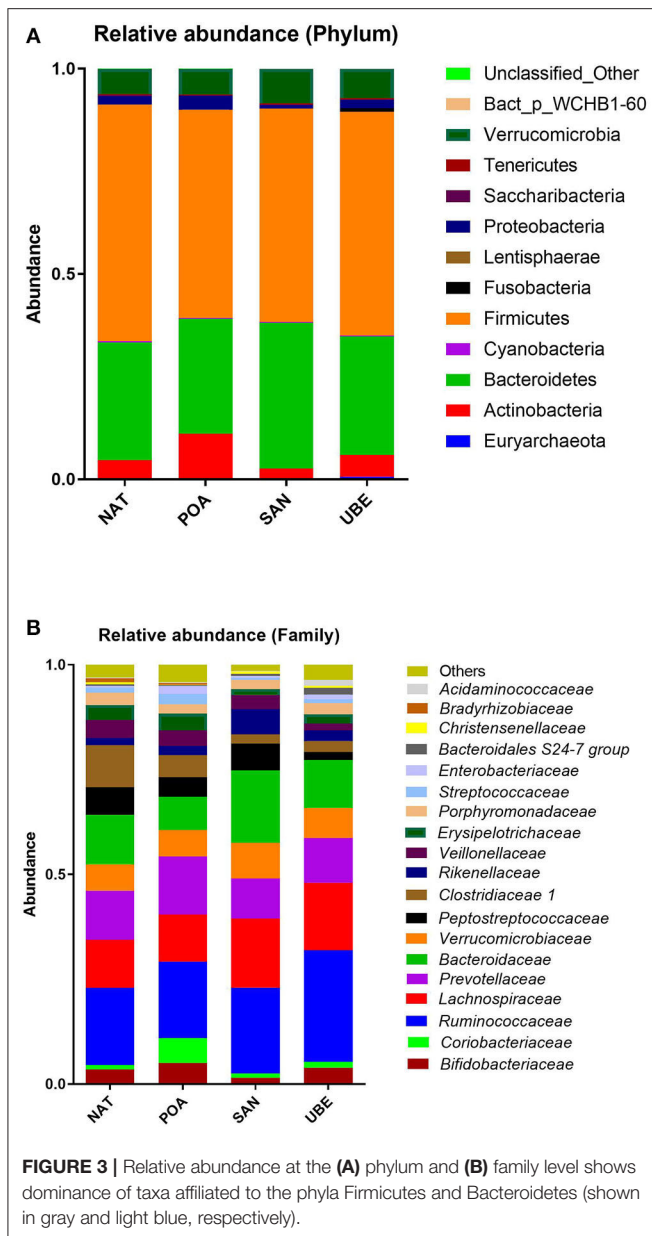 A
Relative abundance (Phylum)
1.0
0.5
0.0
Abundance
NAT
POA
SAN
UBE
Unclassified_Other
Bact_p_WCHB1-60
Verrucomicrobia
Tenericutes
Saccharibacteria
Proteobacteria
Lentisphaerae
Fusobacteria
Firmicutes
Cyanobacteria
Bacteroidetes
Actinobacteria
Euryarchaeota
B
Relative abundance (Family)
1.0
0.5
0.0
Abundance
NAT
POA
SAN
UBE
Others
Acidaminococcaceae
Bradyrhizobiaceae
Christensenellaceae
Bacteroidales S24-7 group
Enterobacteriaceae
Streptococcaceae
Porphyromonadaceae
Erysipelotrichaceae
Veillonellaceae
Rikenellaceae
Clostridiaceae 1
Peptostreptococcaceae
Verrucomicrobiaceae
Bacteroidaceae
Prevotellaceae
Lachnospiraceae
Ruminococcaceae
Coriobacteriaceae
Bifidobacteriaceae
FIGURE 3 | Relative abundance at the (A) phylum and (B) family level shows
dominance of taxa affiliated to the phyla Firmicutes and Bacteroidetes (shown
in gray and light blue, respectively).